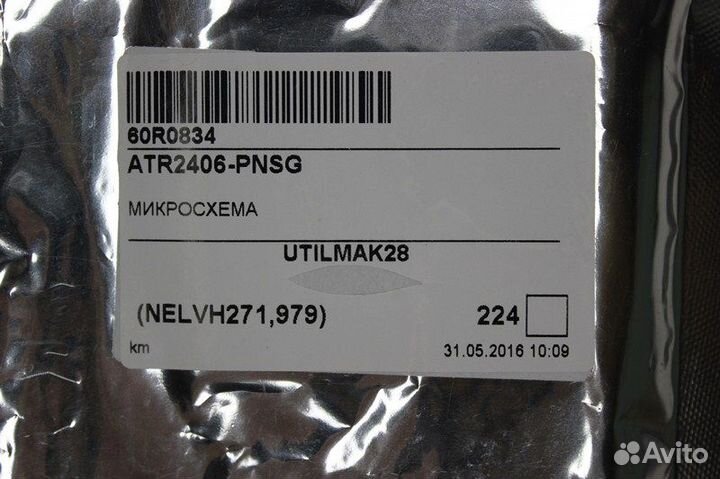 60R0834
ATR2406-PNSG
МИКРОСХЕМА
UTILMAK28
(NELVH271,979) 224
km 31.05.2016 10:09
Avito